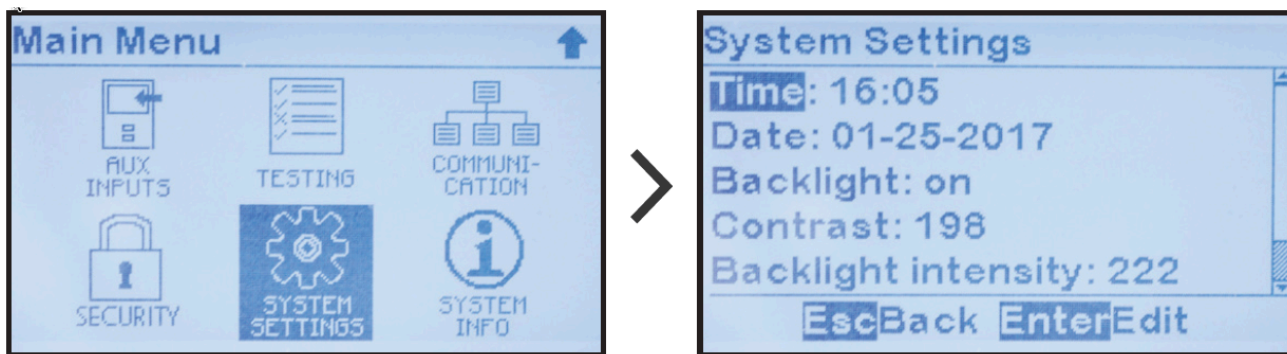 Main Menu
AUX
INPUTS
TESTING
COMMUNI-
CATION
SECURITY
SYSTEM
SETTINGS
SYSTEM
INFO
>
System Settings
Time: 16:05
Date: 01-25-2017
Backlight: on
Contrast: 198
Backlight intensity: 222
EscBack EnterEdit